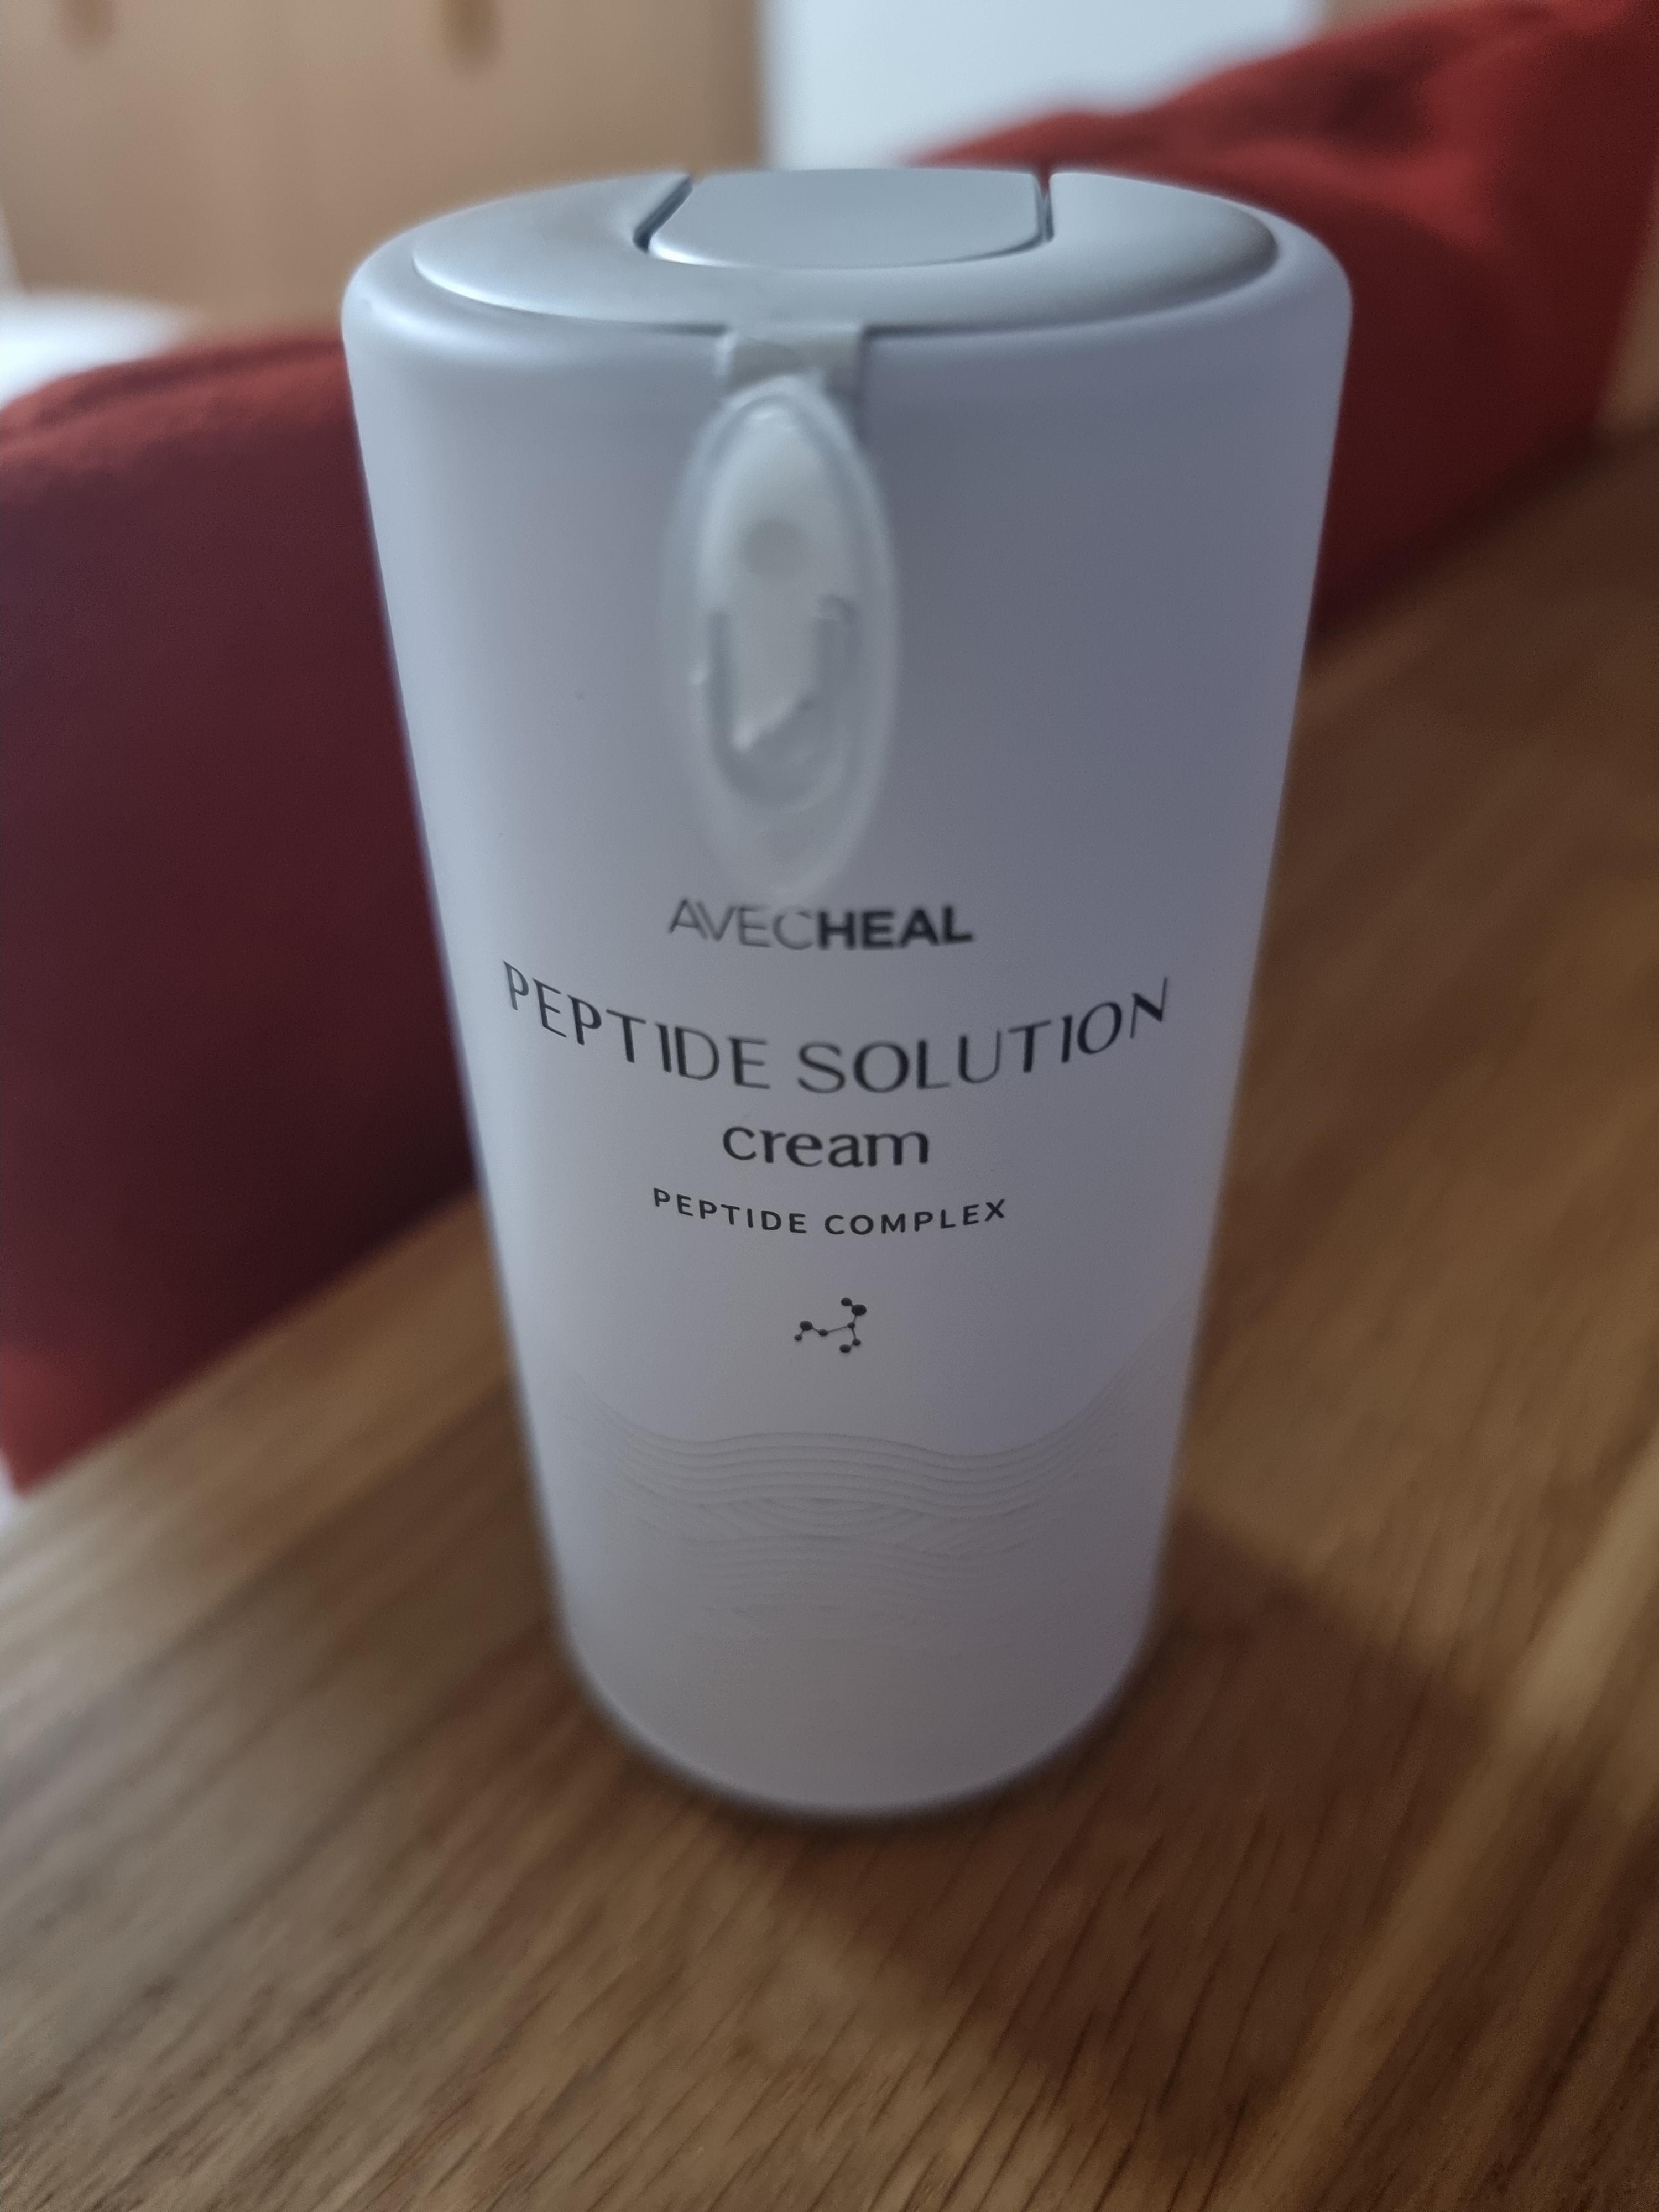 AVECHEAL
PEPTIDE SOLUTION
cream
PEPTIDE COMPLEX